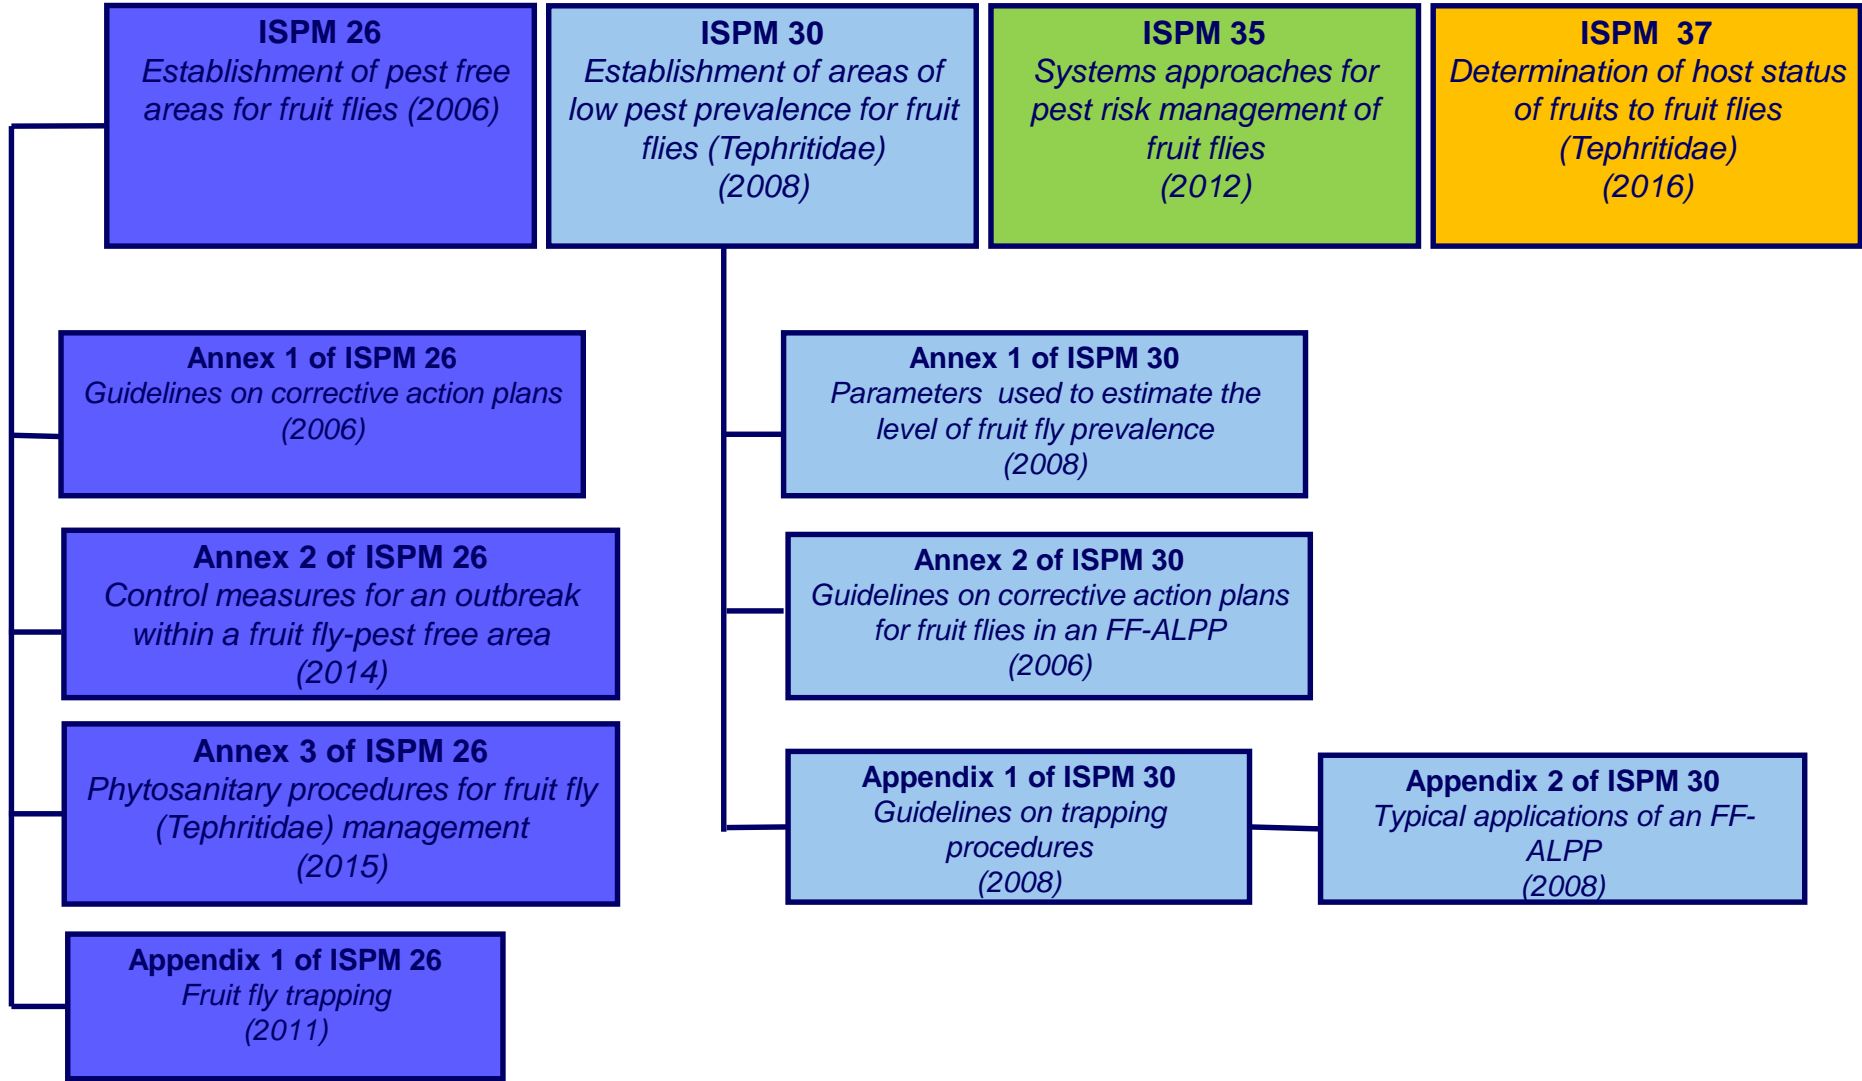 ISPM 26
Establishment of pest free
areas for fruit flies (2006)
ISPM 30
Establishment of areas of
low pest prevalence for fruit
flies (Tephritidae)
(2008)
ISPM 35
Systems approaches for
pest risk management of
fruit flies
(2012)
ISPM 37
Determination of host status
of fruits to fruit flies
(Tephritidae)
(2016)
Annex 1 of ISPM 26
Guidelines on corrective action plans
(2006)
Annex 2 of ISPM 26
Control measures for an outbreak
within a fruit fly-pest free area
(2014)
Annex 3 of ISPM 26
Phytosanitary procedures for fruit fly
(Tephritidae) management
(2015)
Appendix 1 of ISPM 26
Fruit fly trapping
(2011)
Annex 1 of ISPM 30
Parameters used to estimate the
level of fruit fly prevalence
(2008)
Annex 2 of ISPM 30
Guidelines on corrective action plans
for fruit flies in an FF-ALPP
(2006)
Appendix 1 of ISPM 30
Guidelines on trapping
procedures
(2008)
Appendix 2 of ISPM 30
Typical applications of an FF-
ALPP
(2008)